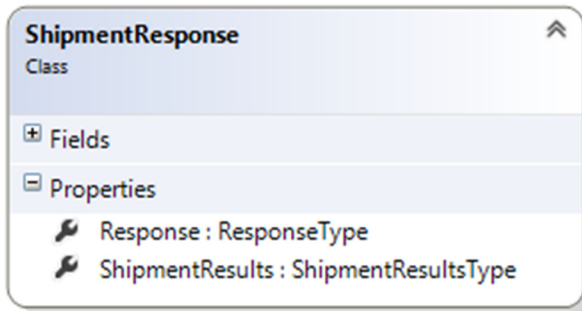 ShipmentResponse
Class
Fields
Properties
Response : ResponseType
ShipmentResults : ShipmentResultsType